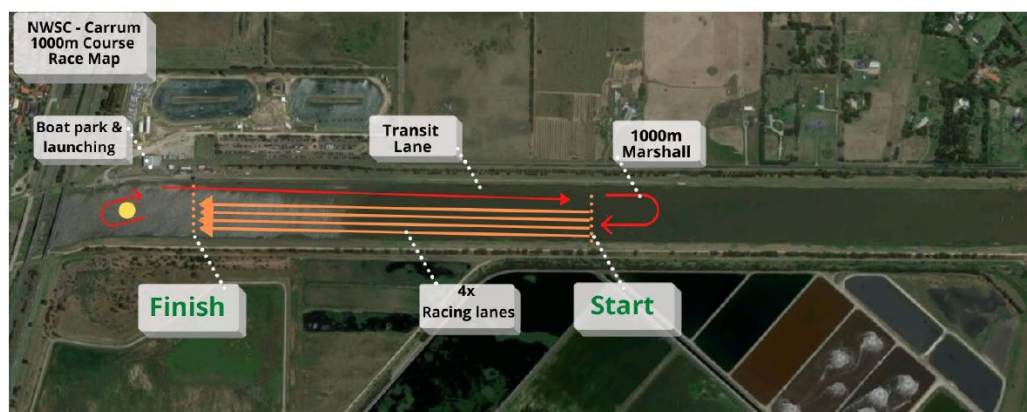 NWSC - Carrum
1000m Course
Race Map
Boat park &
launching
Transit
Lane
1000m
Marshall
Finish
4x
Racing lanes
Start